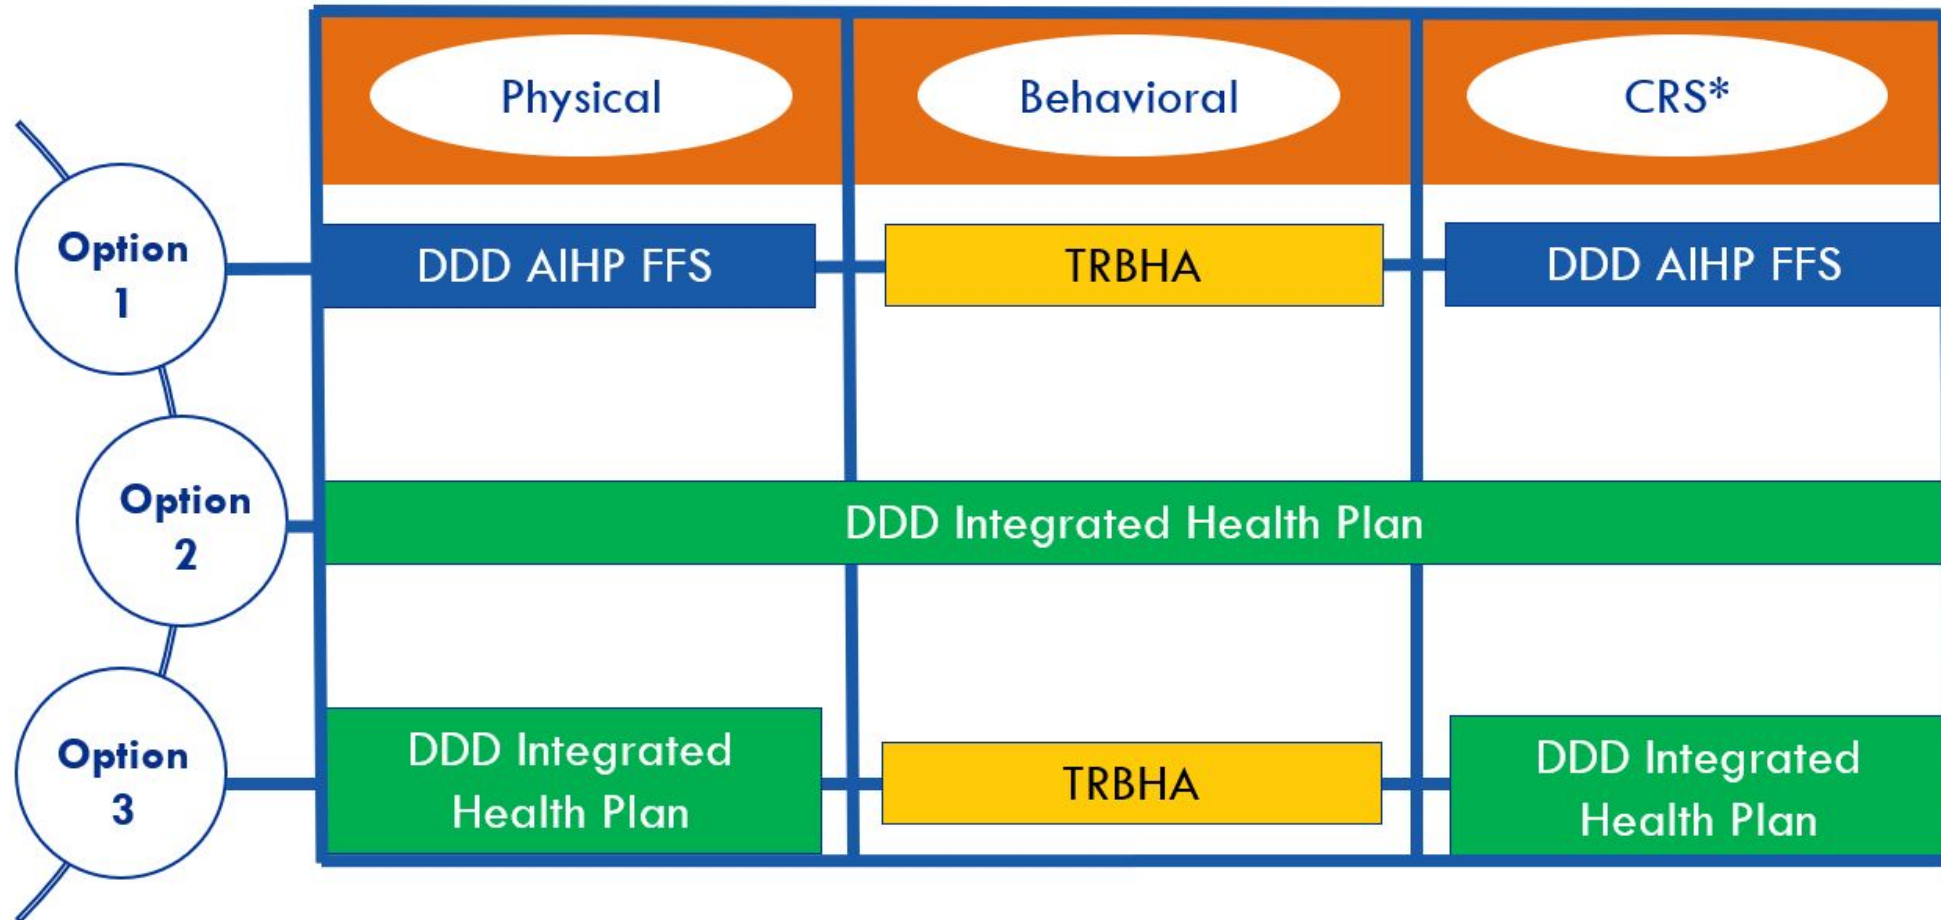 Physical
Behavioral
CRS*
Option
1
DDD AIHP FFS
TRBHA
DDD AIHP FFS
Option
2
DDD Integrated Health Plan
Option
3
DDD Integrated
Health Plan
TRBHA
DDD Integrated
Health Plan